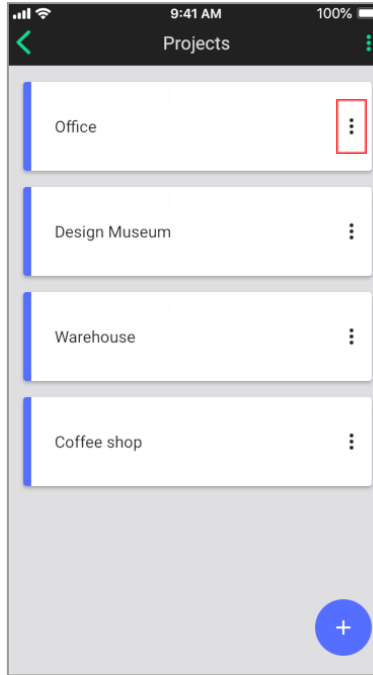 9:41 AM
100%
Projects
Office
Design Museum
Warehouse
Coffee shop
+